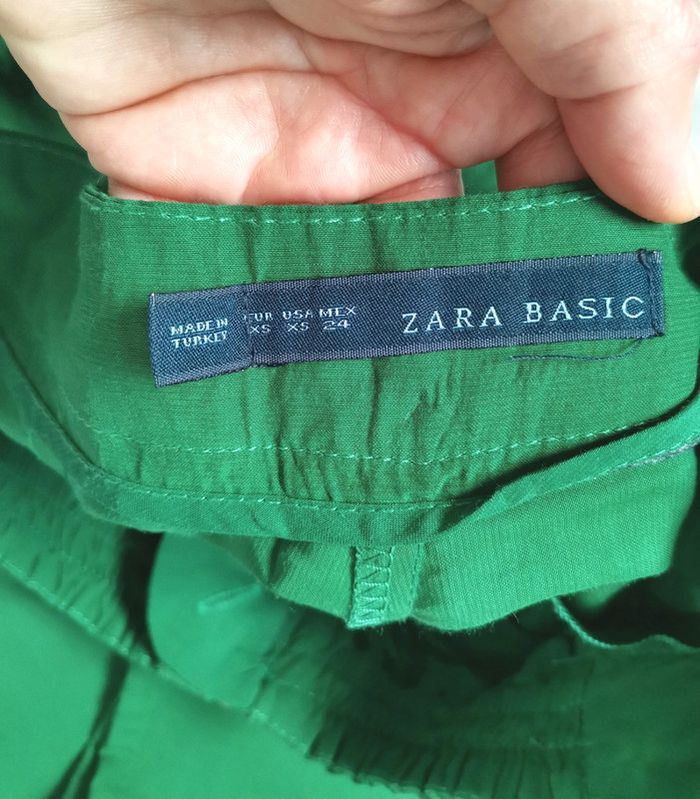 MADE IN
TURKEY
EUR USA MEX
XS XS 24
ZARA BASIC